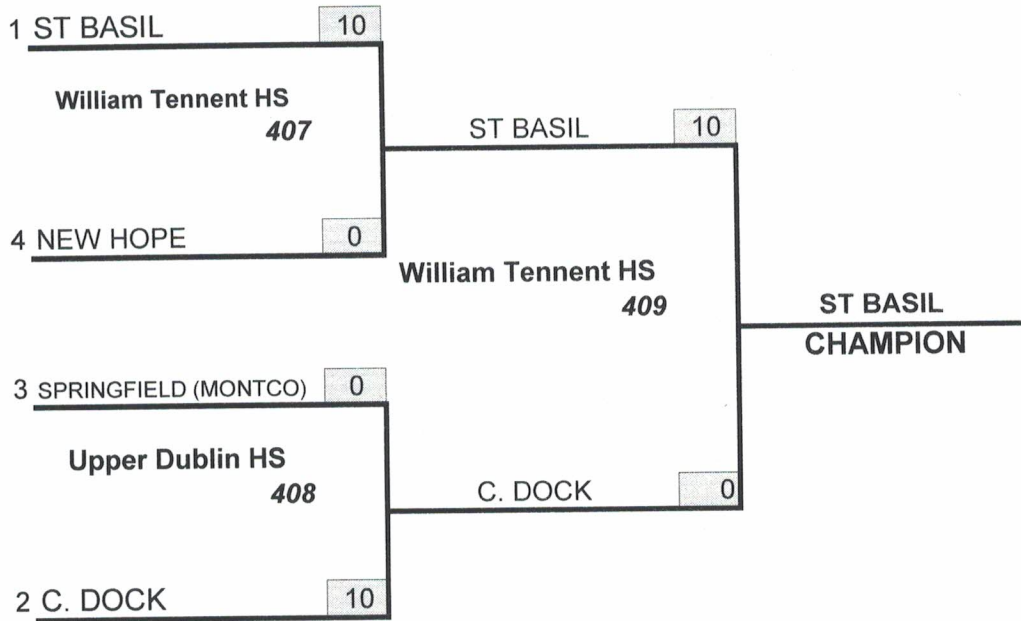 1 ST BASIL 10
William Tennent HS
407
4 NEW HOPE 0
ST BASIL 10
William Tennent HS
409
3 SPRINGFIELD (MONTCO) 0
Upper Dublin HS
408
2 C. DOCK 10
C. DOCK 0
ST BASIL
CHAMPION